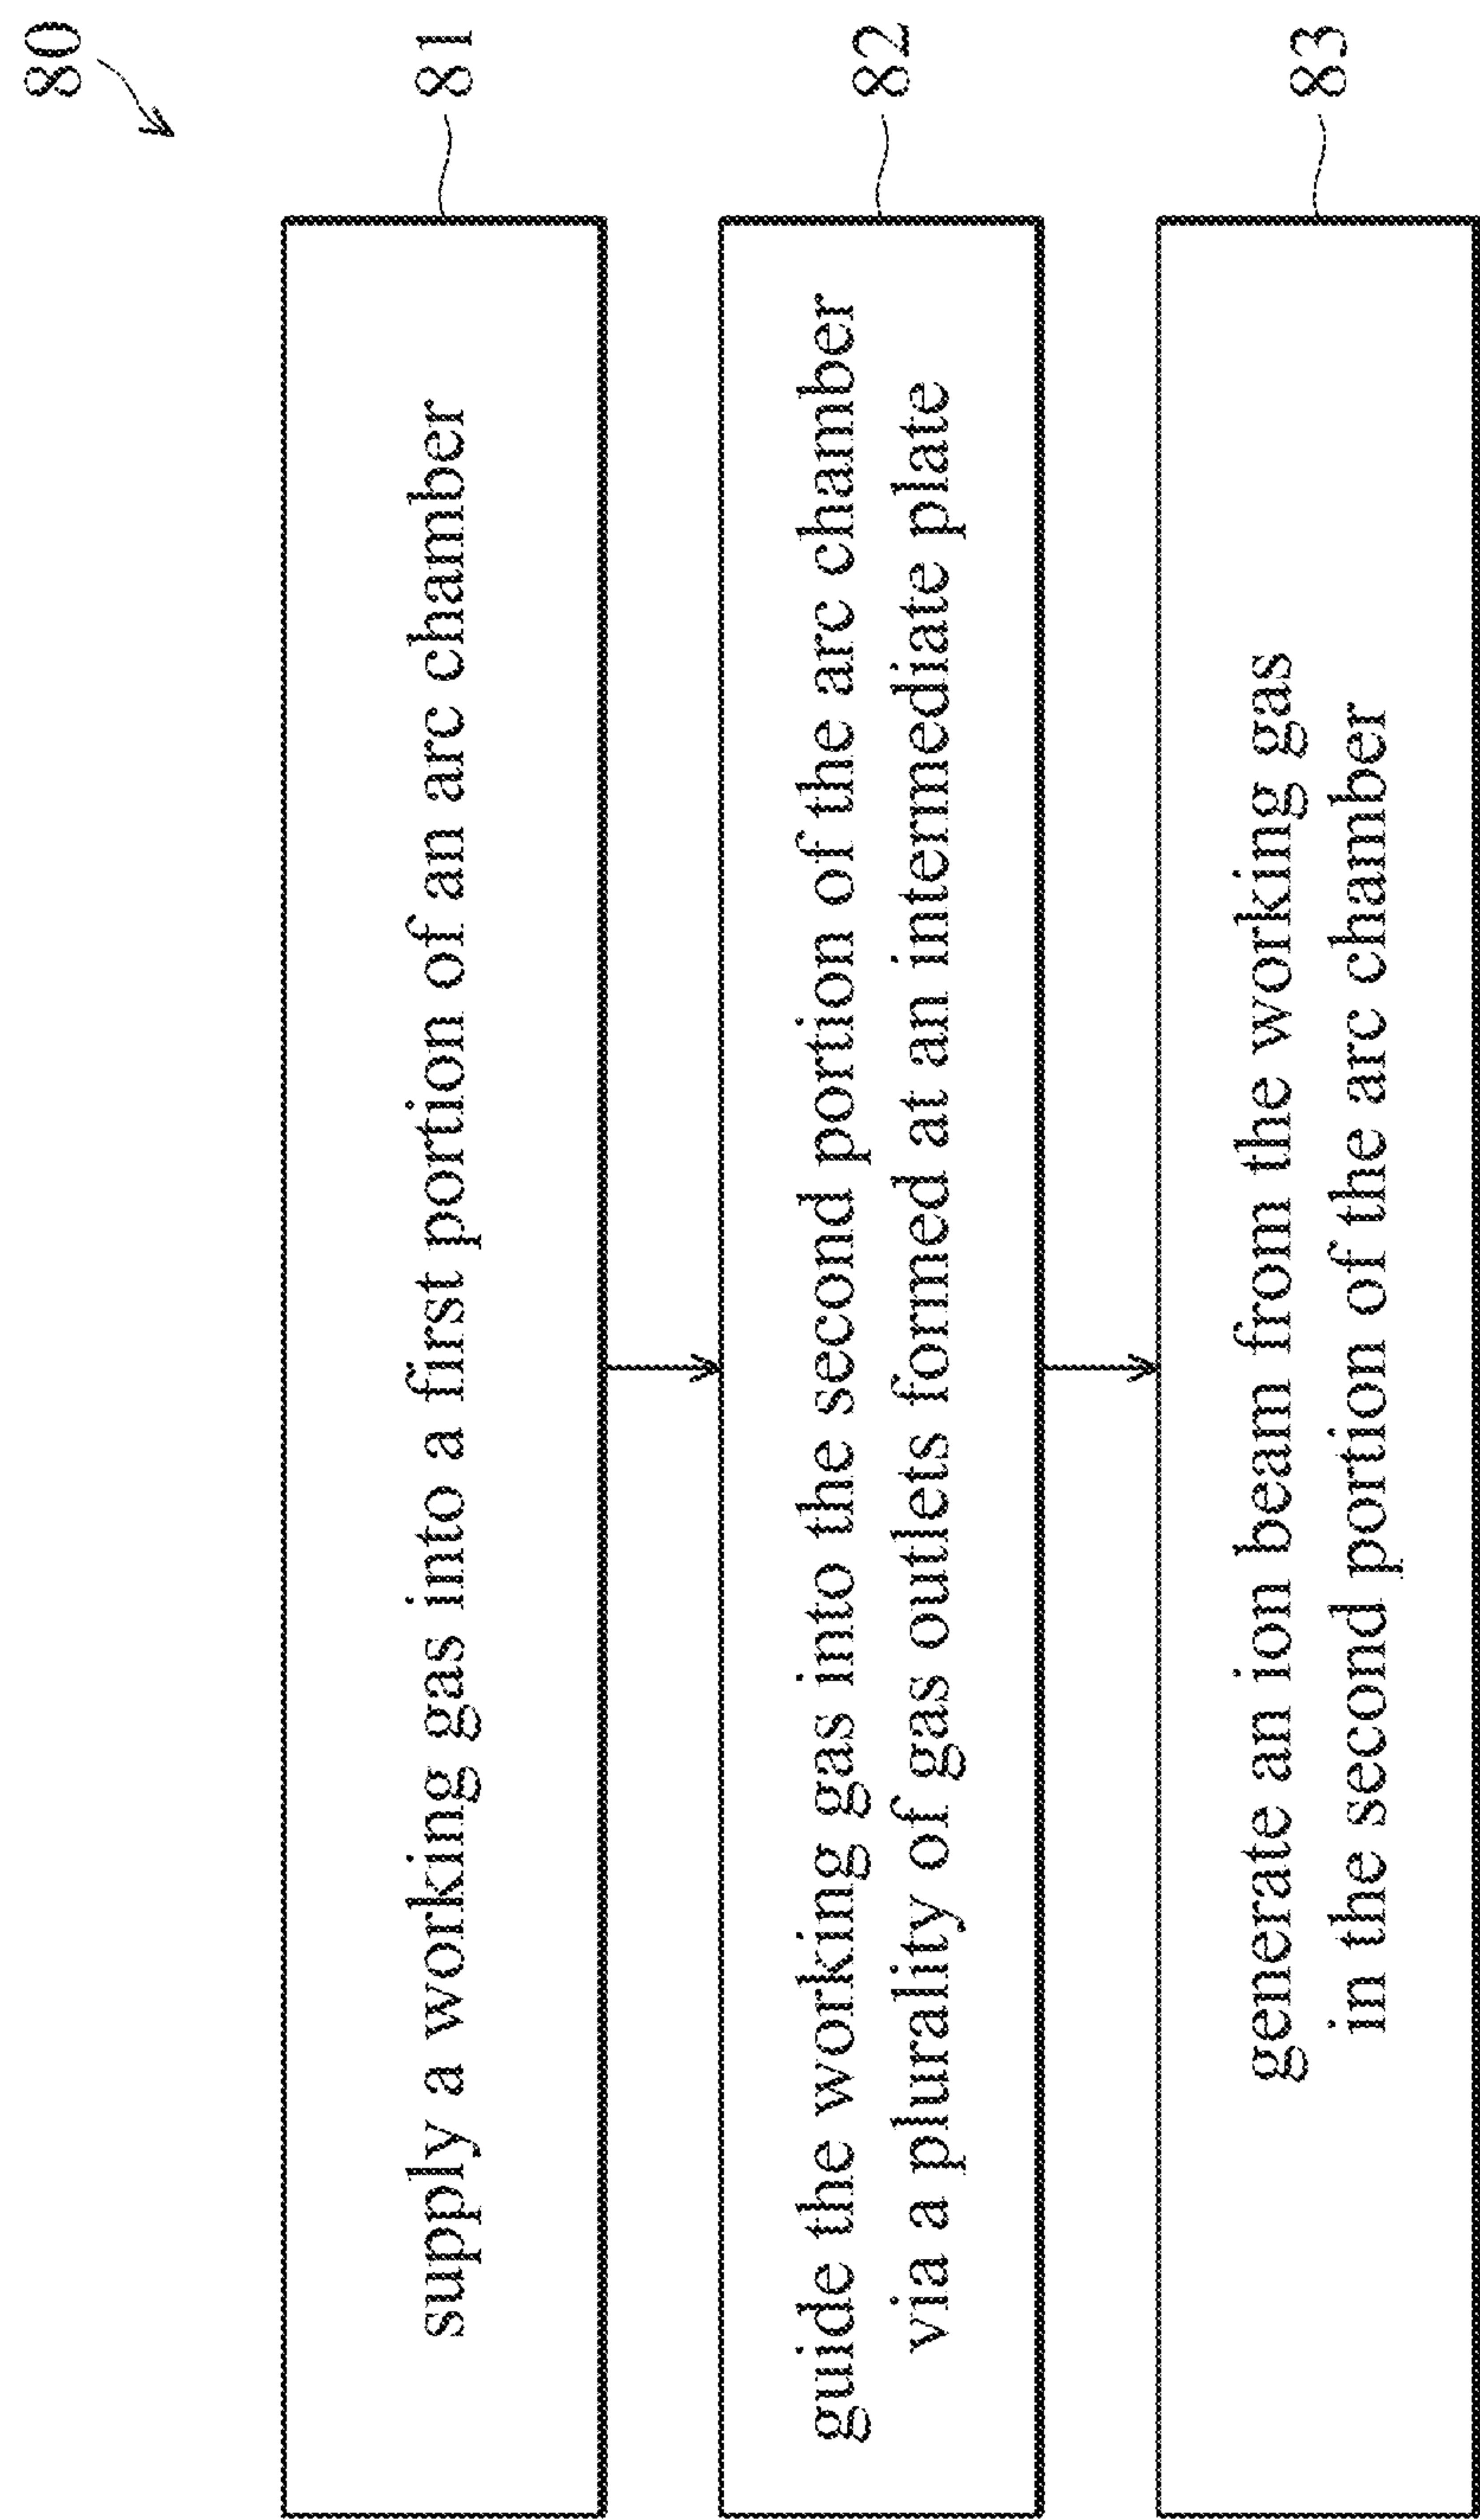 80
supply a working gas into a first portion of an arc chamber
81
guide the working gas into the second portion of the arc chamber
via a plurality of gas outlets formed at an intermediate plate
82
generate an ion beam from the working gas
in the second portion of the arc chamber
83